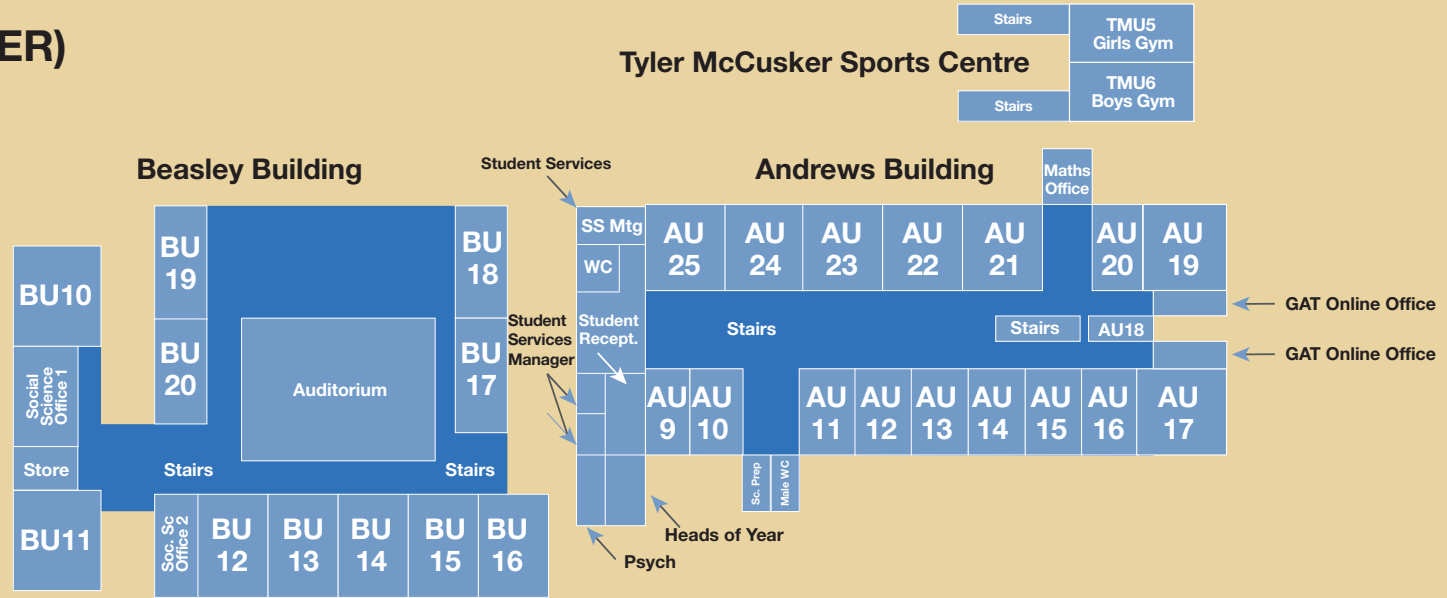 ER)
Stairs
TMU5
Girls Gym
Tyler McCusker Sports Centre
TMU6
Boys Gym
Stairs
Beasley Building
Student Services
Andrews Building
Maths
Office
BU
19
BU
18
BU10
BU
20
BU
17
Auditorium
Social
Science
Office 1
Store
Stairs
Stairs
BU11
Soc. Sc
Office 2
BU
12
BU
13
BU
14
BU
15
BU
16
SS Mtg
WC
Student
Recept.
Student
Services
Manager
AU
25
AU
24
AU
23
AU
22
AU
21
AU
20
AU
19
GAT Online Office
Stairs
Stairs
AU18
GAT Online Office
AU
9
AU
10
AU
11
AU
12
AU
13
AU
14
AU
15
AU
16
AU
17
Sc. Prep
Male WC
Heads of Year
Psych